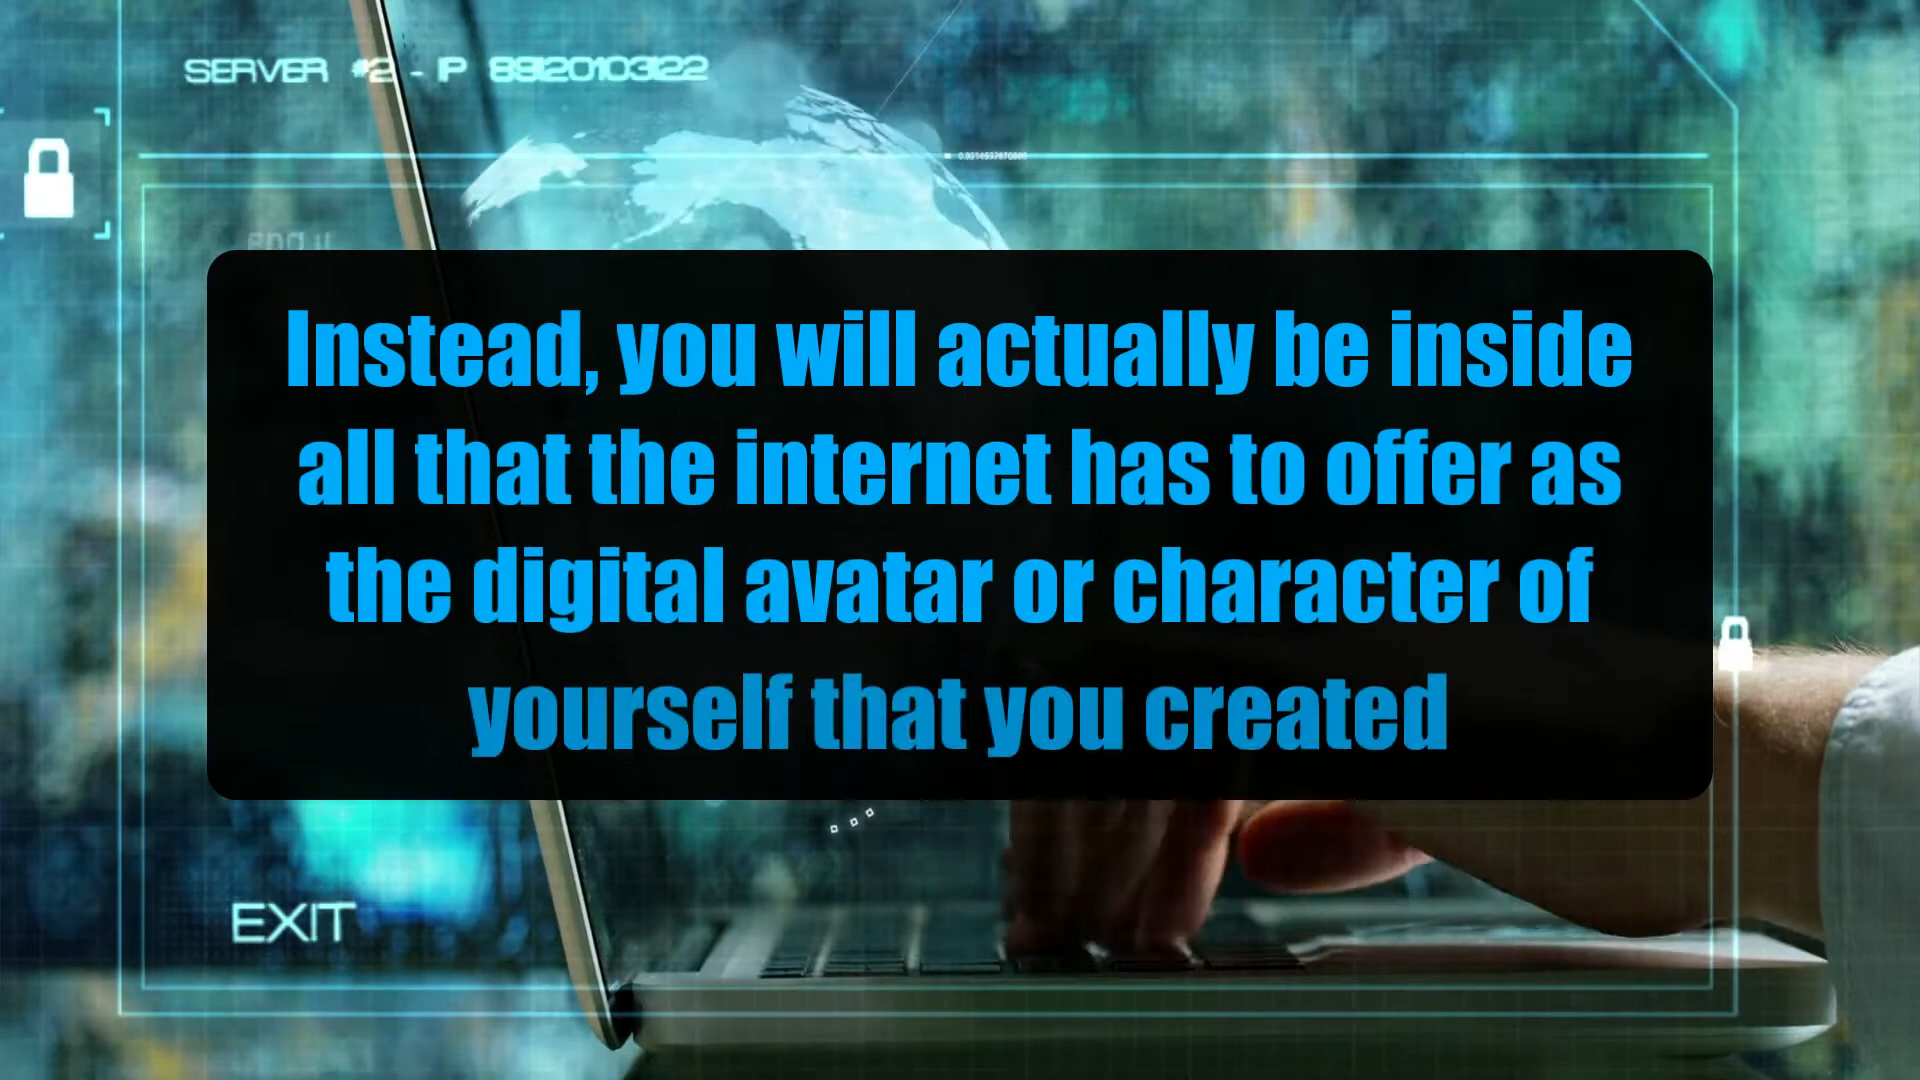 SERVER #2 - IP 89120103122
Instead, you will actually be inside
all that the internet has to offer as
the digital avatar or character of
yourself that you created
EXIT